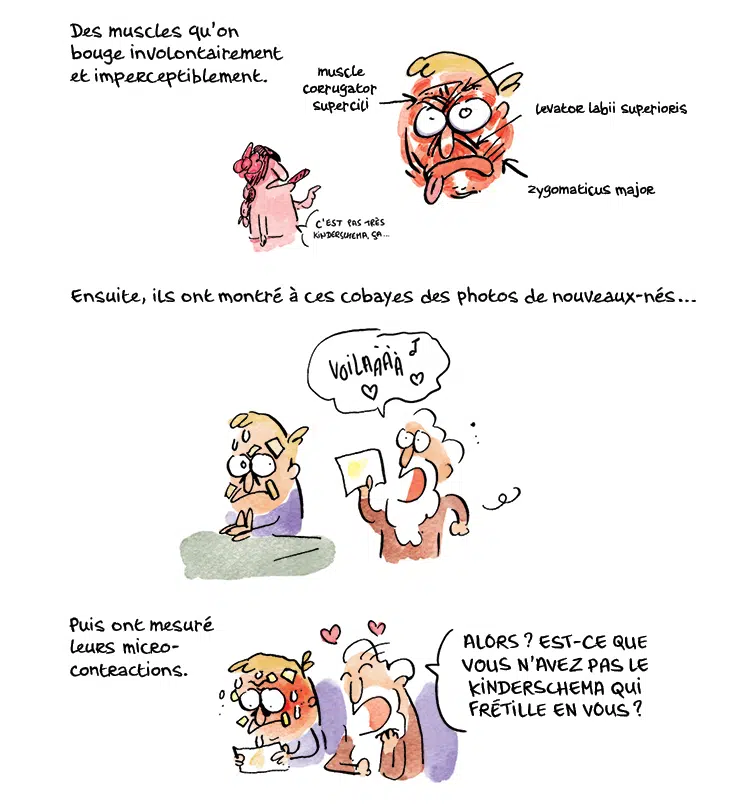 Des muscles qu'on
bouge involontairement
et imperceptiblement.
muscle
corrugator
supercili
levator labii superioris
zygomaticus major
C'EST PAS TRÈS
KINDERSCHEMA, ÇA...
Ensuite, ils ont montré à ces cobayes des photos de nouveaux-nés...
VOILÀÀÀÀ
Puis ont mesuré
leurs micro-
contractions.
ALORS ? EST-CE QUE
VOUS N'AVEZ PAS LE
KINDERSCHEMA QUI
FRÉTILLE EN VOUS ?